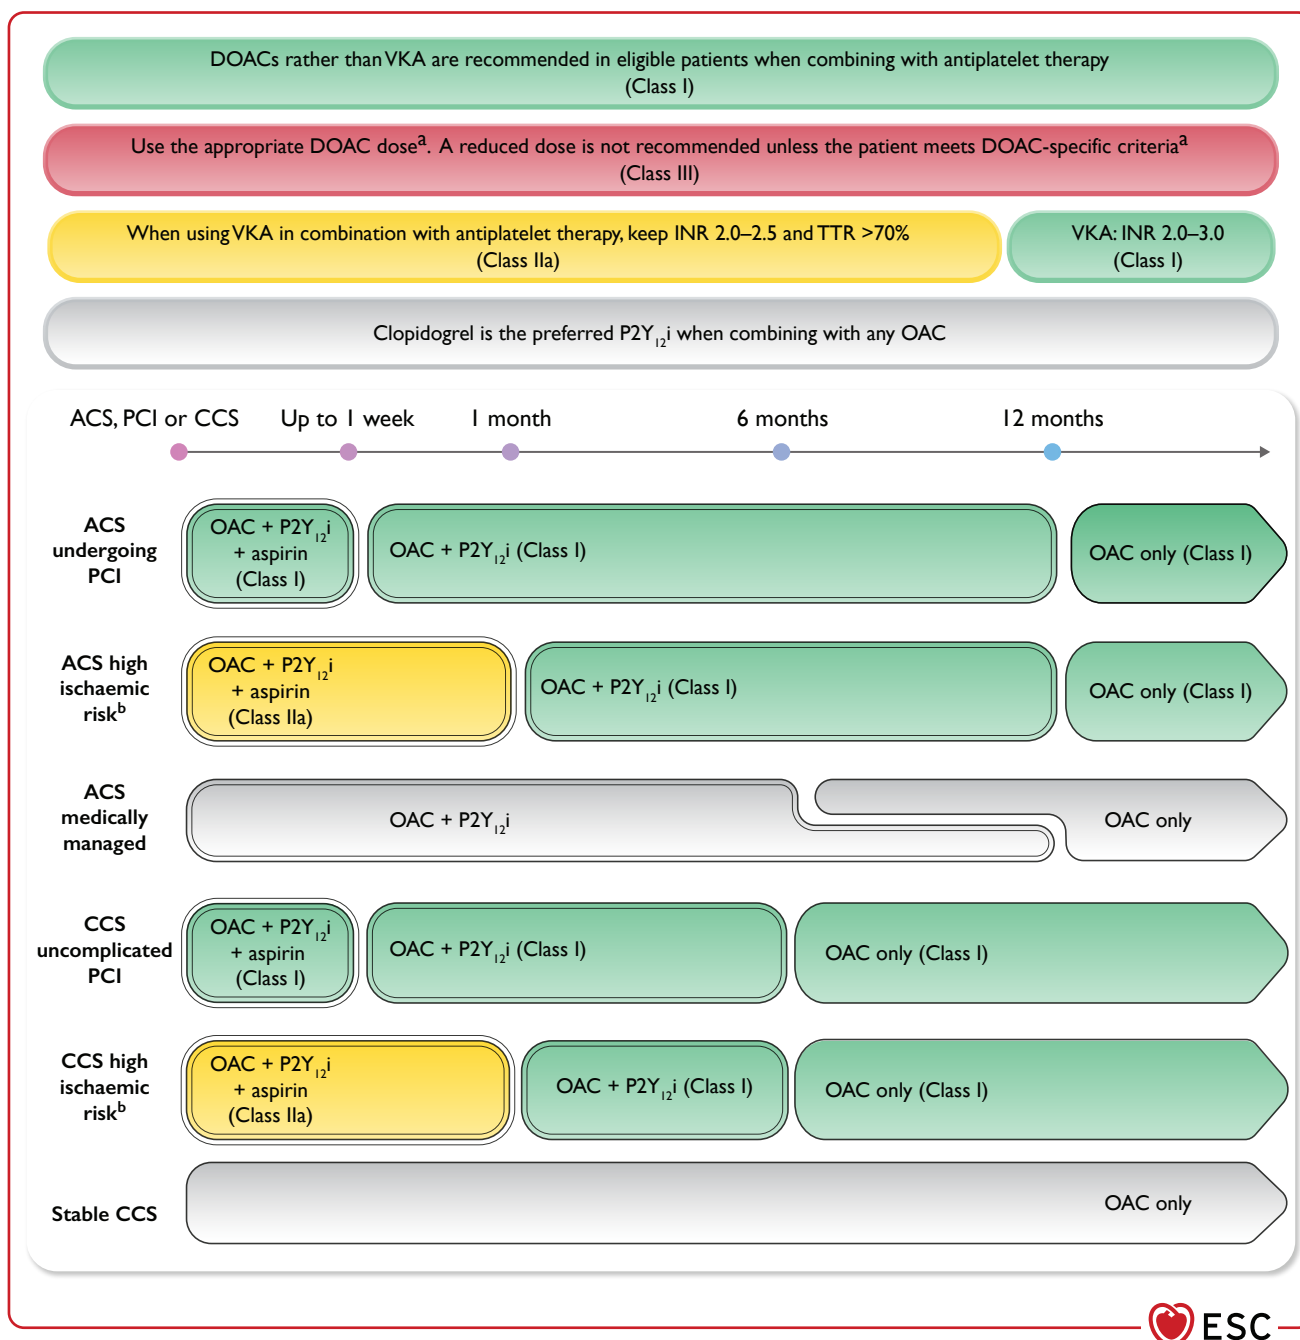 DOACs rather than VKA are recommended in eligible patients when combining with antiplatelet therapy
(Class I)
Use the appropriate DOAC doseᵃ. A reduced dose is not recommended unless the patient meets DOAC-specific criteriaᵃ
(Class III)
When using VKA in combination with antiplatelet therapy, keep INR 2.0–2.5 and TTR >70%
(Class IIa)
VKA: INR 2.0–3.0
(Class I)
Clopidogrel is the preferred P2Y₁₂i when combining with any OAC
ACS, PCI or CCS
Up to 1 week
1 month
6 months
12 months
ACS
undergoing
PCI
OAC + P2Y₁₂i
+ aspirin
(Class I)
OAC + P2Y₁₂i (Class I)
OAC only (Class I)
ACS high
ischaemic
riskᵇ
OAC + P2Y₁₂i
+ aspirin
(Class IIa)
OAC + P2Y₁₂i (Class I)
OAC only (Class I)
ACS
medically
managed
OAC + P2Y₁₂i
OAC only
CCS
uncomplicated
PCI
OAC + P2Y₁₂i
+ aspirin
(Class I)
OAC + P2Y₁₂i (Class I)
OAC only (Class I)
CCS high
ischaemic
riskᵇ
OAC + P2Y₁₂i
+ aspirin
(Class IIa)
OAC + P2Y₁₂i (Class I)
OAC only (Class I)
Stable CCS
OAC only
ESC